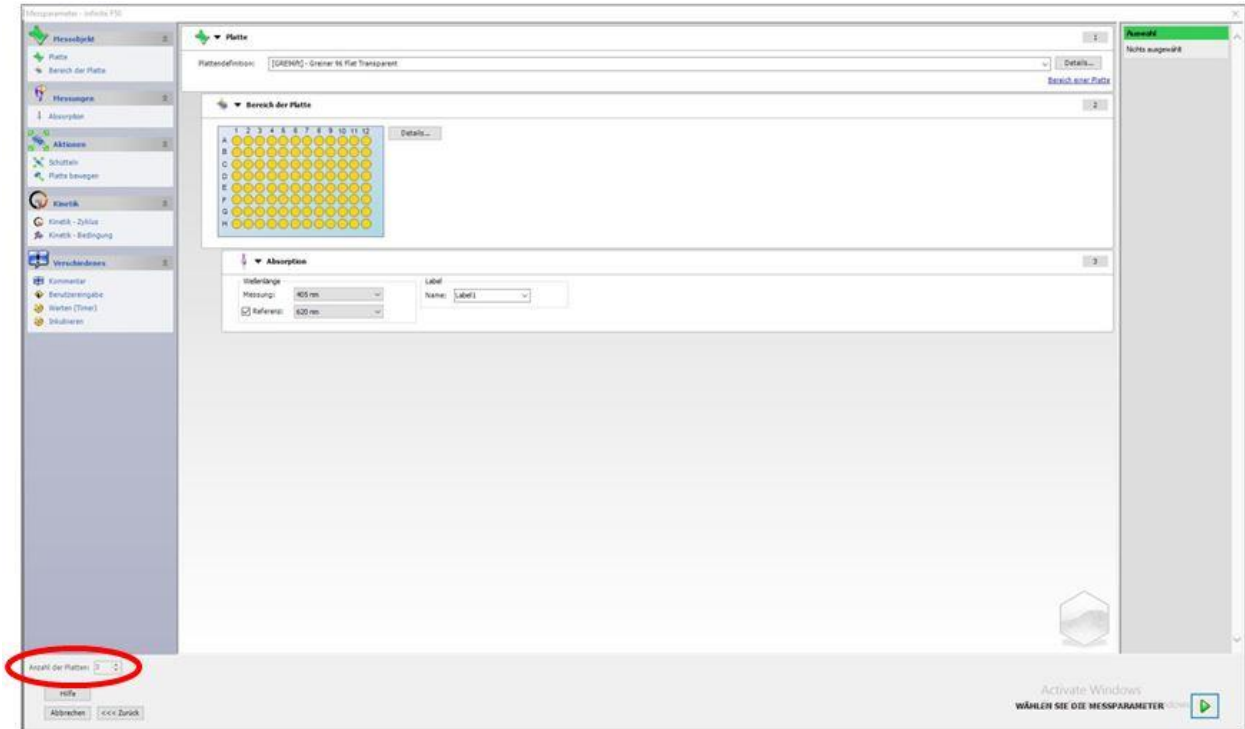 Messparameter - Infinite F50
Messobjekt
Platte
Bereich der Platte
Messungen
Absorption
Aktionen
Schütteln
Platte bewegen
Kinetik
Kinetik - Zyklus
Kinetik - Bedingung
Verschiedenes
Kommentar
Benutzereingabe
Warten (Timer)
Inkubieren
Platte
1
Plattendefinition:
[GRE96ft] - Greiner 96 Flat Transparent
Details...
Bereich einer Platte
Bereich der Platte
2
1 2 3 4 5 6 7 8 9 10 11 12
A
B
C
D
E
F
G
H
Details...
Absorption
3
Wellenlänge
Messung: 405 nm
Referenz: 620 nm
Label
Name: Label1
Auswahl
Nichts ausgewählt
Anzahl der Platten:
Hilfe
Abbrechen
<<< Zurück
Activate Windows
WÄHLEN SIE DIE MESSPARAMETER